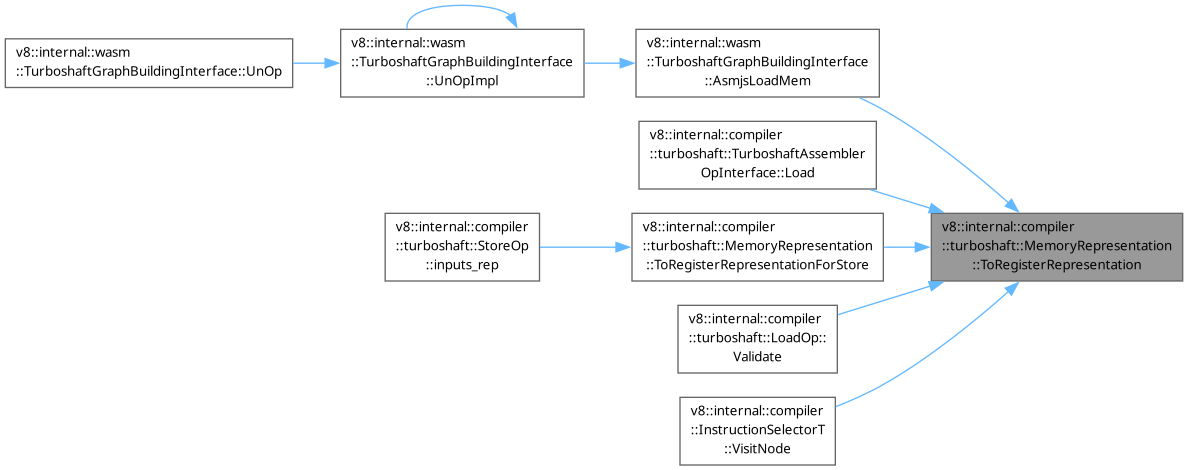 v8::internal::wasm
::TurboshaftGraphBuildingInterface::UnOp
v8::internal::wasm
::TurboshaftGraphBuildingInterface
::UnOpImpl
v8::internal::wasm
::TurboshaftGraphBuildingInterface
::AsmjsLoadMem
v8::internal::compiler
::turboshaft::TurboshaftAssembler
OpInterface::Load
v8::internal::compiler
::turboshaft::StoreOp
::inputs_rep
v8::internal::compiler
::turboshaft::MemoryRepresentation
::ToRegisterRepresentationForStore
v8::internal::compiler
::turboshaft::MemoryRepresentation
::ToRegisterRepresentation
v8::internal::compiler
::turboshaft::LoadOp::
Validate
v8::internal::compiler
::InstructionSelectorT
::VisitNode